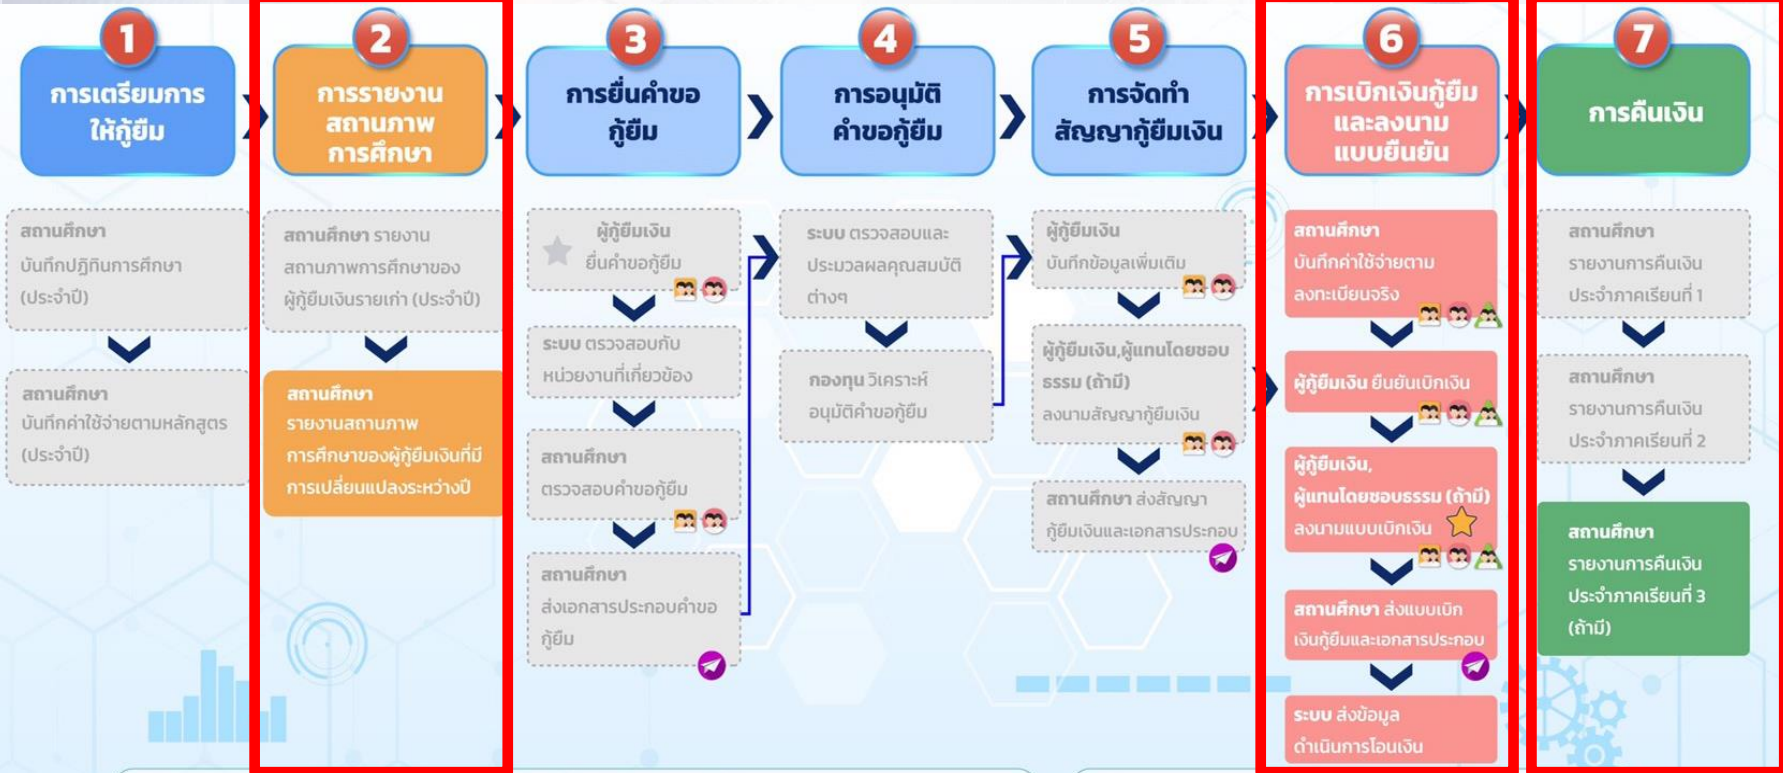 1
การเตรียมการ
ให้กู้ยืม
สถานศึกษา
บันทึกปฏิทินการศึกษา
(ประจำปี)
สถานศึกษา
บันทึกค่าใช้จ่ายตามหลักสูตร
(ประจำปี)
2
การรายงาน
สถานภาพ
การศึกษา
สถานศึกษา รายงาน
สถานภาพการศึกษาของ
ผู้กู้ยืมเงินรายเก่า (ประจำปี)
สถานศึกษา
รายงานสถานภาพ
การศึกษาของผู้กู้ยืมเงินที่มี
การเปลี่ยนแปลงระหว่างปี
3
การยื่นคำขอ
กู้ยืม
ผู้กู้ยืมเงิน
ยื่นคำขอกู้ยืม
ระบบ ตรวจสอบกับ
หน่วยงานที่เกี่ยวข้อง
สถานศึกษา
ตรวจสอบคำขอกู้ยืม
สถานศึกษา
ส่งเอกสารประกอบคำขอ
กู้ยืม
4
การอนุมัติ
คำขอกู้ยืม
ระบบ ตรวจสอบและ
ประมวลผลคุณสมบัติ
ต่างๆ
กองทุน วิเคราะห์
อนุมัติคำขอกู้ยืม
5
การจัดทำ
สัญญากู้ยืมเงิน
ผู้กู้ยืมเงิน
บันทึกข้อมูลเพิ่มเติม
ผู้กู้ยืมเงิน,ผู้แทนโดยชอบ
ธรรม (ถ้ามี)
ลงนามสัญญากู้ยืมเงิน
สถานศึกษา ส่งสัญญา
กู้ยืมเงินและเอกสารประกอบ
6
การเบิกเงินกู้ยืม
และลงนาม
แบบยืนยัน
สถานศึกษา
บันทึกค่าใช้จ่ายตาม
ลงทะเบียนจริง
ผู้กู้ยืมเงิน ยืนยันเบิกเงิน
ผู้กู้ยืมเงิน,
ผู้แทนโดยชอบธรรม (ถ้ามี)
ลงนามแบบเบิกเงิน
สถานศึกษา ส่งแบบเบิก
เงินกู้ยืมและเอกสารประกอบ
ระบบ ส่งข้อมูล
ดำเนินการโอนเงิน
7
การคืนเงิน
สถานศึกษา
รายงานการคืนเงิน
ประจำภาคเรียนที่ 1
สถานศึกษา
รายงานการคืนเงิน
ประจำภาคเรียนที่ 2
สถานศึกษา
รายงานการคืนเงิน
ประจำภาคเรียนที่ 3
(ถ้ามี)